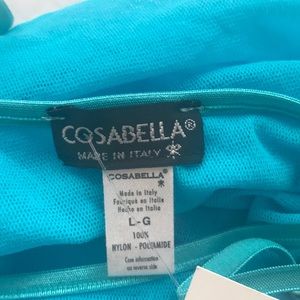 COSABELLA®
MADE IN ITALY
COSABELLA®
Made in Italy
Fabriqué en Italie
Hecho en Italia
L-G
100%
NYLON - POLYAMIDE
Care information
on reverse side